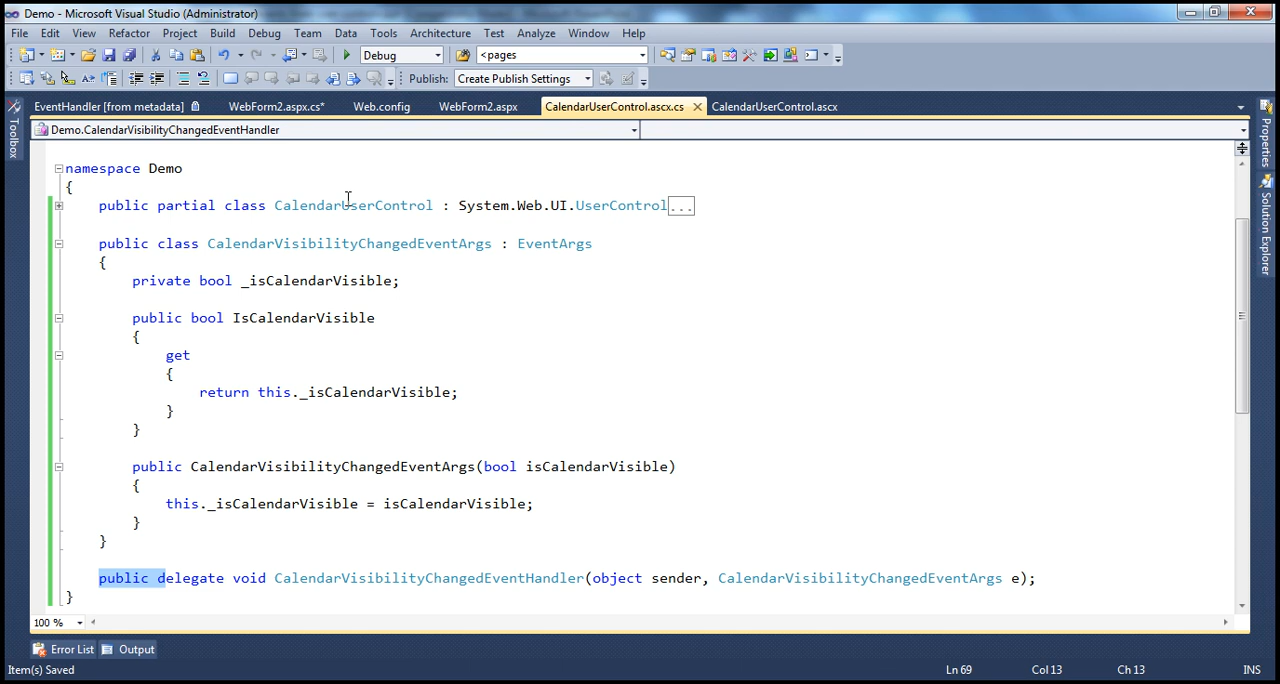 Demo - Microsoft Visual Studio (Administrator)
File Edit View Refactor Project Build Debug Team Data Tools Architecture Test Analyze Window Help
Debug <pages
Publish: Create Publish Settings
EventHandler [from metadata] WebForm2.aspx.cs* Web.config WebForm2.aspx CalendarUserControl.ascx.cs CalendarUserControl.ascx
Demo.CalendarVisibilityChangedEventHandler
Toolbox
Properties
Solution Explorer
namespace Demo
{
public partial class CalendarUserControl : System.Web.UI.UserControl...
public class CalendarVisibilityChangedEventArgs : EventArgs
{
private bool _isCalendarVisible;
public bool IsCalendarVisible
{
get
{
return this._isCalendarVisible;
}
}
public CalendarVisibilityChangedEventArgs(bool isCalendarVisible)
{
this._isCalendarVisible = isCalendarVisible;
}
}
public delegate void CalendarVisibilityChangedEventHandler(object sender, CalendarVisibilityChangedEventArgs e);
}
100 %
Error List Output
Item(s) Saved Ln 69 Col 13 Ch 13 INS